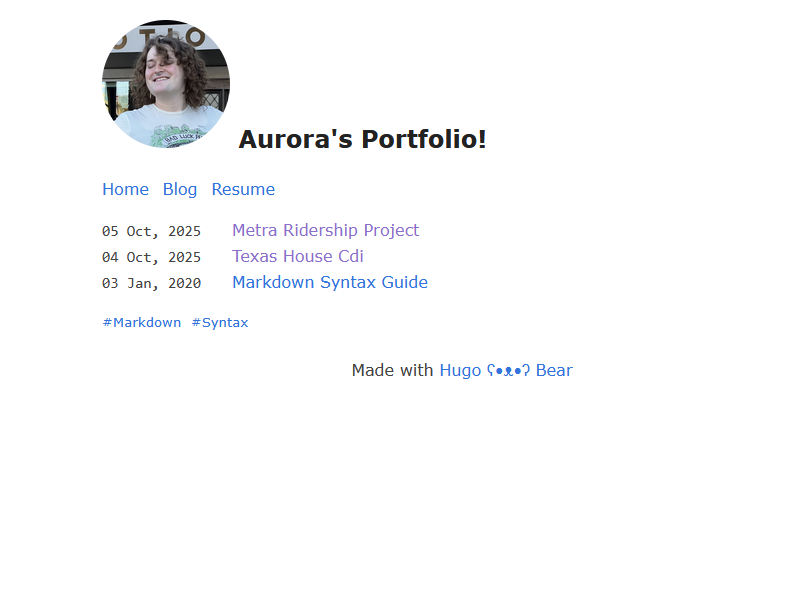 Aurora's Portfolio!
Home Blog Resume
05 Oct, 2025 Metra Ridership Project
04 Oct, 2025 Texas House Cdi
03 Jan, 2020 Markdown Syntax Guide
#Markdown #Syntax
Made with Hugo ʕ•ᴥ•ʔ Bear